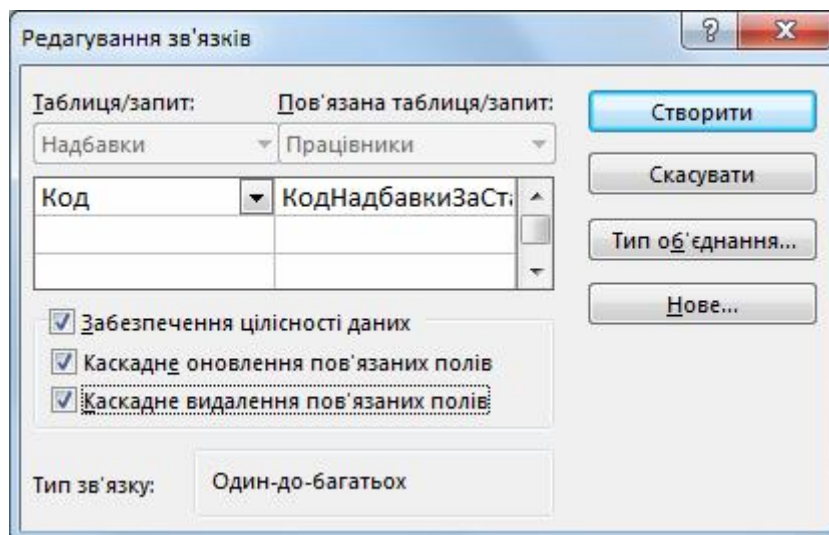 Редагування зв'язків
Таблиця/запит: Пов'язана таблиця/запит:
Надбавки Працівники
Код КодНадбавкиЗаСт
Забезпечення цілісності даних
Каскадне оновлення пов'язаних полів
Каскадне видалення пов'язаних полів
Тип зв'язку: Один-до-багатьох
Створити
Скасувати
Тип об'єднання...
Нове...